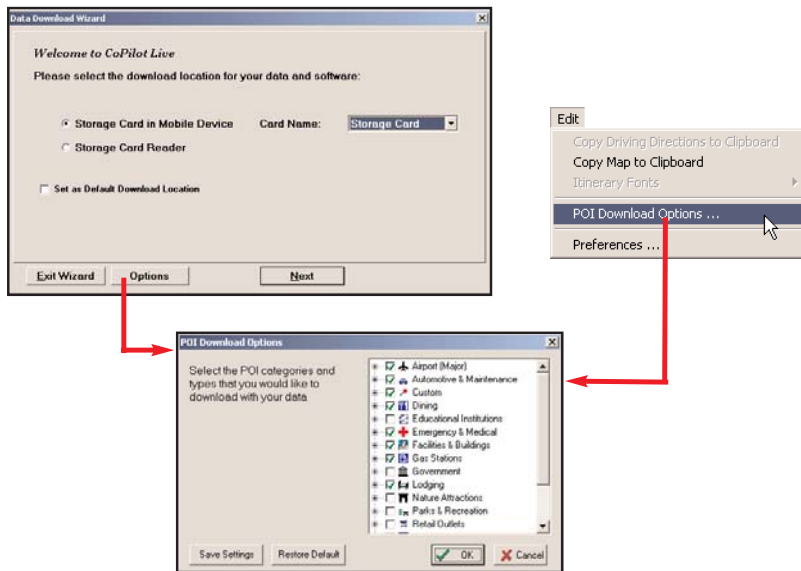 Data Download Wizard
Welcome to CoPilot Live
Please select the download location for your data and software:
Storage Card in Mobile Device Card Name: Storage Card
Storage Card Reader
Set as Default Download Location
Exit Wizard Options Next
Edit
Copy Driving Directions to Clipboard
Copy Map to Clipboard
Itinerary Fonts
POI Download Options ...
Preferences ...
POI Download Options
Select the POI categories and
types that you would like to
download with your data
Airport (Major)
Automotive & Maintenance
Custom
Dining
Educational Institutions
Emergency & Medical
Facilities & Buildings
Gas Stations
Government
Lodging
Nature Attractions
Parks & Recreation
Retail Outlets
Save Settings Restore Default OK Cancel